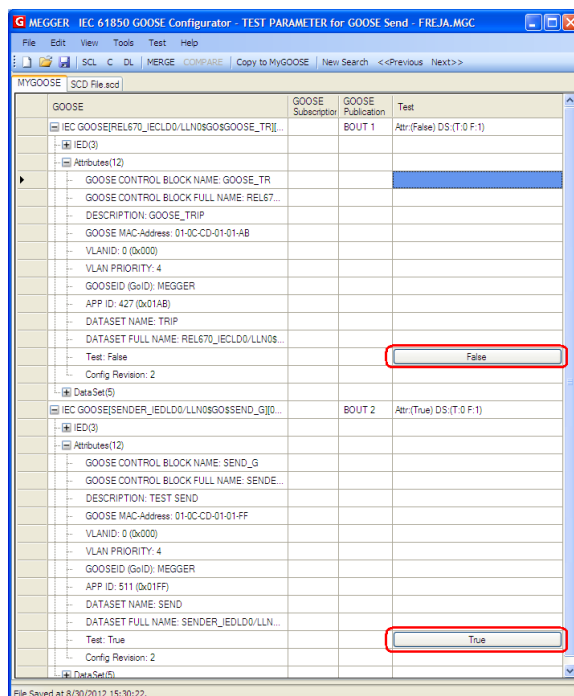 MEGGER IEC 61850 GOOSE Configurator - TEST PARAMETER for GOOSE Send - FREJA.MGC
File Edit View Tools Test Help
SCL C DL MERGE COMPARE Copy to MyGOOSE New Search <<Previous Next>>
MYGOOSE SCD File.scd
GOOSE GOOSE Subscription GOOSE Publication Test
IEC GOOSE[REL670_IECLD0/LLN0$GO$GOOSE_TR][... BOUT 1 Attr:(False) DS:(T:0 F:1)
IED(3)
Attributes(12)
GOOSE CONTROL BLOCK NAME: GOOSE_TR
GOOSE CONTROL BLOCK FULL NAME: REL67...
DESCRIPTION: GOOSE_TRIP
GOOSE MAC-Address: 01-0C-CD-01-01-AB
VLANID: 0 (0x000)
VLAN PRIORITY: 4
GOOSEID (GoID): MEGGER
APP ID: 427 (0x01AB)
DATASET NAME: TRIP
DATASET FULL NAME: REL670_IECLD0/LLN0$...
Test: False False
Config Revision: 2
DataSet(5)
IEC GOOSE[SENDER_IEDLD0/LLN0$GO$SEND_G][0... BOUT 2 Attr:(True) DS:(T:0 F:1)
IED(3)
Attributes(12)
GOOSE CONTROL BLOCK NAME: SEND_G
GOOSE CONTROL BLOCK FULL NAME: SENDE...
DESCRIPTION: TEST SEND
GOOSE MAC-Address: 01-0C-CD-01-01-FF
VLANID: 0 (0x000)
VLAN PRIORITY: 4
GOOSEID (GoID): MEGGER
APP ID: 511 (0x01FF)
DATASET NAME: SEND
DATASET FULL NAME: SENDER_IEDLD0/LLN...
Test: True True
Config Revision: 2
DataSet(5)
File Saved at 8/30/2012 15:30:22.